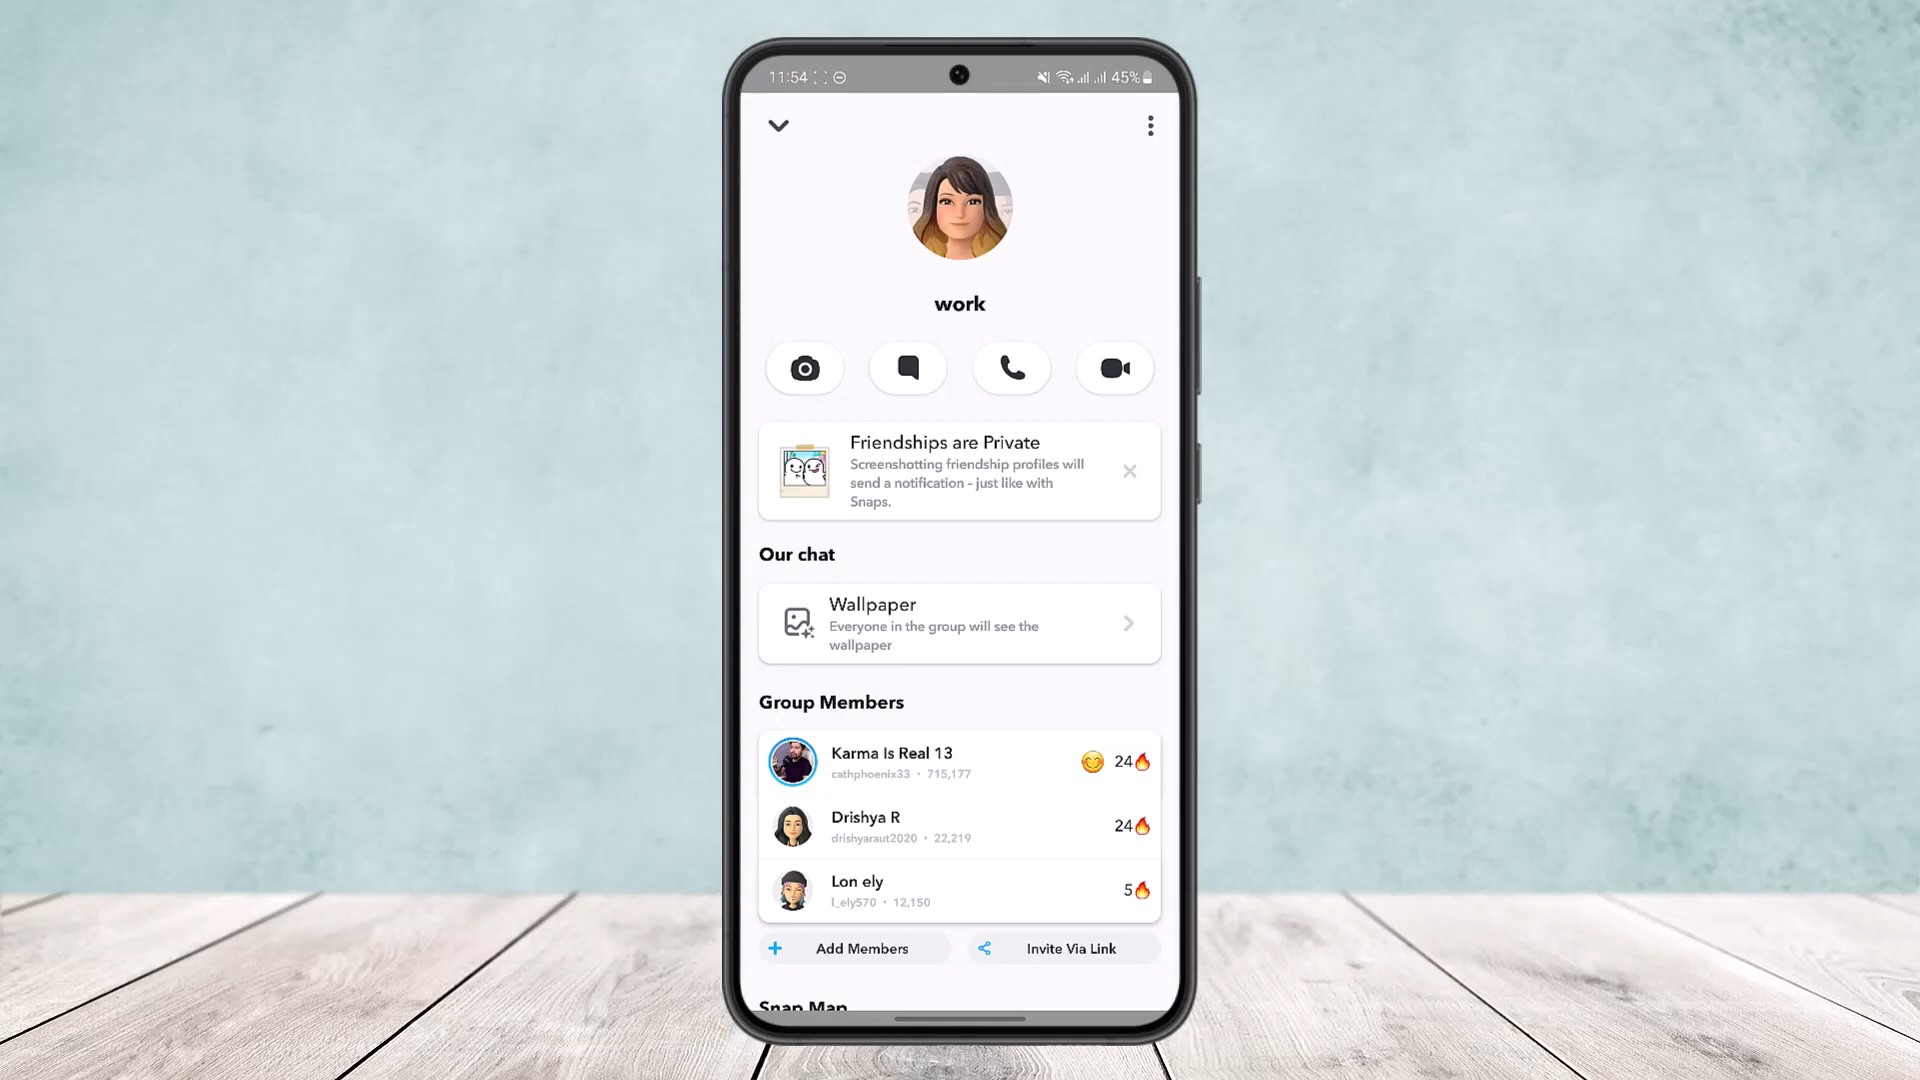 11:54
45%
work
Friendships are Private
Screenshotting friendship profiles will
send a notification - just like with
Snaps.
Our chat
Wallpaper
Everyone in the group will see the
wallpaper
Group Members
Karma Is Real 13
24
cathphoenix33 • 715,177
Drishya R
24
drishyaraut2020 • 22,219
Lon ely
5
l_ely570 • 12,150
Add Members
Invite Via Link
Snap Map